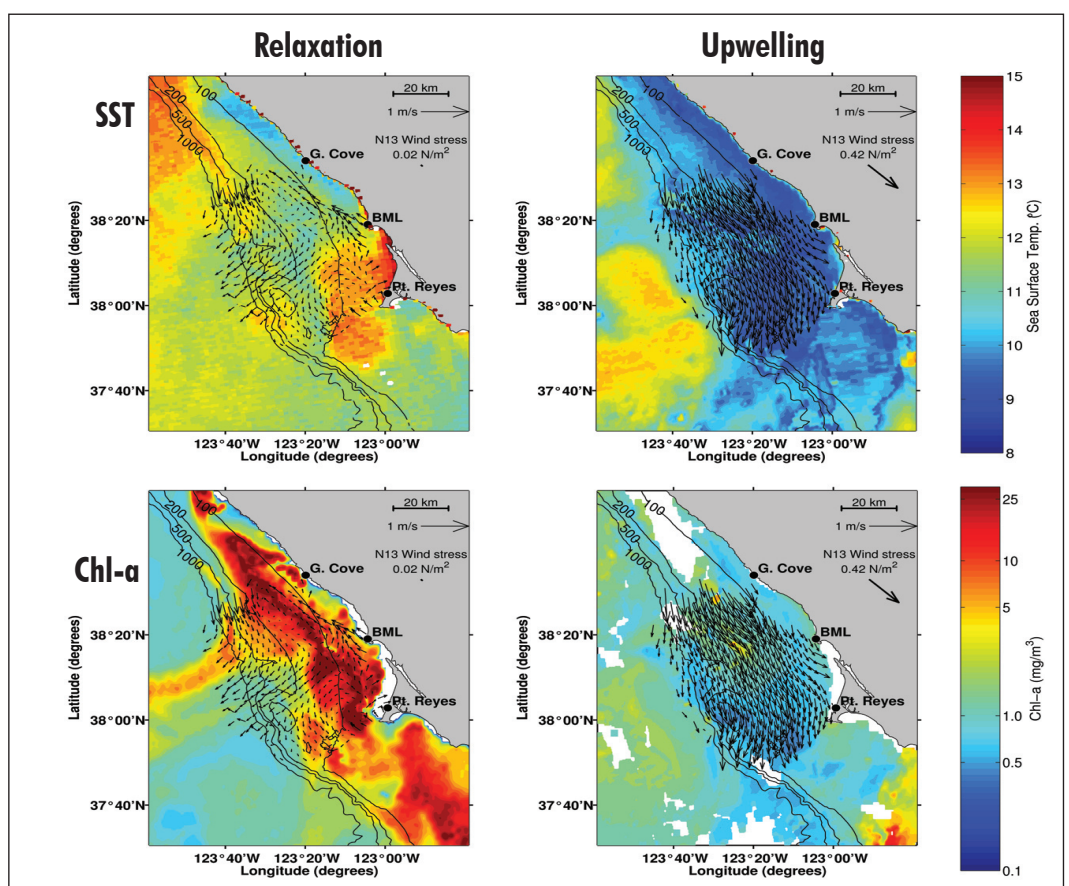 Relaxation
Upwelling
SST
200
100
500
1000
20 km
1 m/s
N13 Wind stress
0.02 N/m²
G. Cove
BML
Pt. Reyes
38°20'N
38°00'N
37°40'N
Latitude (degrees)
123°40'W 123°20'W 123°00'W
Longitude (degrees)
200
100
500
1000
20 km
1 m/s
N13 Wind stress
0.42 N/m²
G. Cove
BML
Pt. Reyes
38°20'N
38°00'N
37°40'N
Latitude (degrees)
123°40'W 123°20'W 123°00'W
Longitude (degrees)
15
14
13
12
11
10
9
8
Sea Surface Temp. (ºC)
Chl-a
200
100
500
1000
20 km
1 m/s
N13 Wind stress
0.02 N/m²
G. Cove
BML
Pt. Reyes
38°20'N
38°00'N
37°40'N
Latitude (degrees)
123°40'W 123°20'W 123°00'W
Longitude (degrees)
200
100
500
1000
20 km
1 m/s
N13 Wind stress
0.42 N/m²
G. Cove
BML
Pt. Reyes
38°20'N
38°00'N
37°40'N
Latitude (degrees)
123°40'W 123°20'W 123°00'W
Longitude (degrees)
25
10
5
1.0
0.5
0.1
Chl–a (mg/m³)